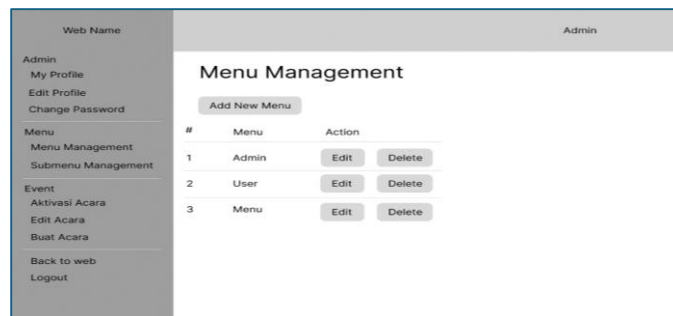 Web Name
Admin
Admin
My Profile
Edit Profile
Change Password
Menu
Menu Management
Submenu Management
Event
Aktivasi Acara
Edit Acara
Buat Acara
Back to web
Logout
Menu Management
Add New Menu
# Menu Action
1 Admin Edit Delete
2 User Edit Delete
3 Menu Edit Delete